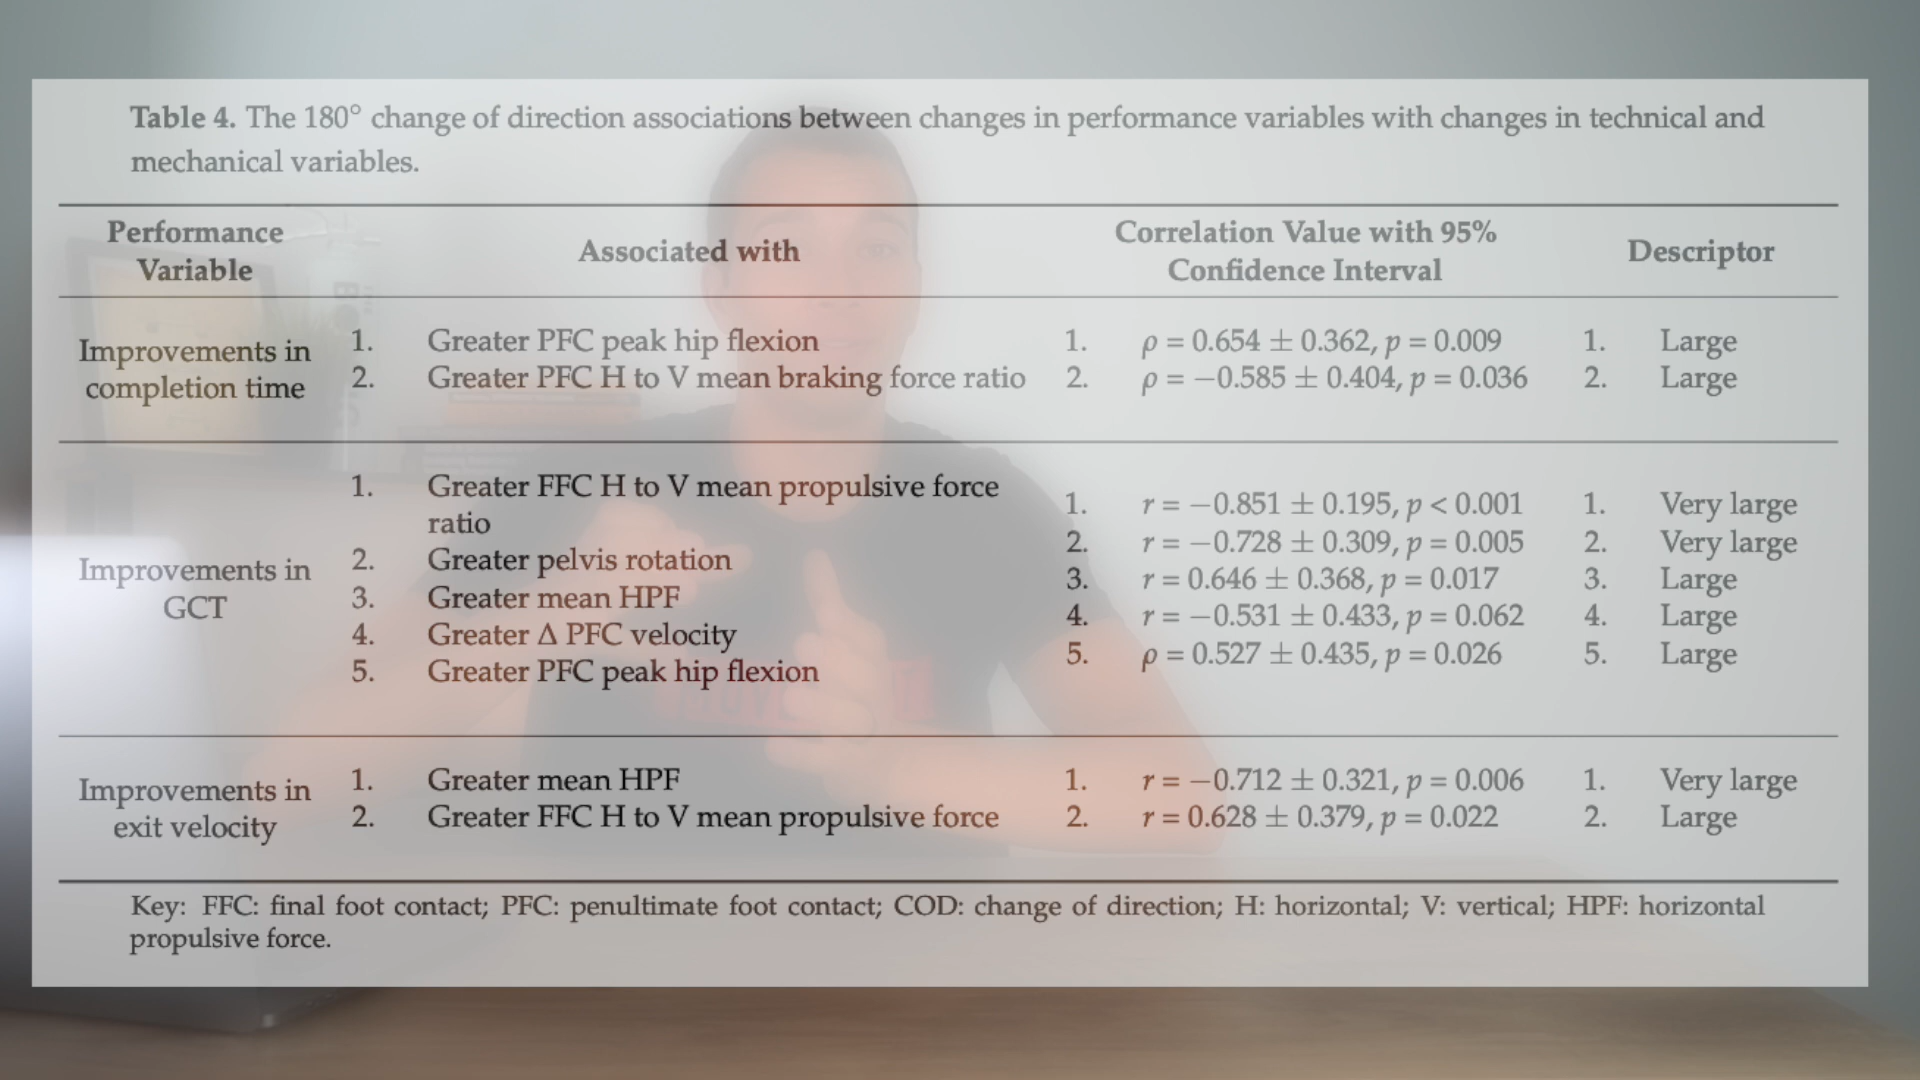 Table 4. The 180° change of direction associations between changes in performance variables with changes in technical and
mechanical variables.
Performance
Variable
Associated with
Correlation Value with 95%
Confidence Interval
Descriptor
Improvements in
completion time
1. Greater PFC peak hip flexion 1. ρ = 0.654 ± 0.362, p = 0.009 1. Large
2. Greater PFC H to V mean braking force ratio 2. ρ = −0.585 ± 0.404, p = 0.036 2. Large
Improvements in
GCT
1. Greater FFC H to V mean propulsive force
ratio
1. r = −0.851 ± 0.195, p < 0.001 1. Very large
2. Greater pelvis rotation 2. r = −0.728 ± 0.309, p = 0.005 2. Very large
3. Greater mean HPF 3. r = 0.646 ± 0.368, p = 0.017 3. Large
4. Greater Δ PFC velocity 4. r = −0.531 ± 0.433, p = 0.062 4. Large
5. Greater PFC peak hip flexion 5. ρ = 0.527 ± 0.435, p = 0.026 5. Large
Improvements in
exit velocity
1. Greater mean HPF 1. r = −0.712 ± 0.321, p = 0.006 1. Very large
2. Greater FFC H to V mean propulsive force 2. r = 0.628 ± 0.379, p = 0.022 2. Large
Key: FFC: final foot contact; PFC: penultimate foot contact; COD: change of direction; H: horizontal; V: vertical; HPF: horizontal
propulsive force.